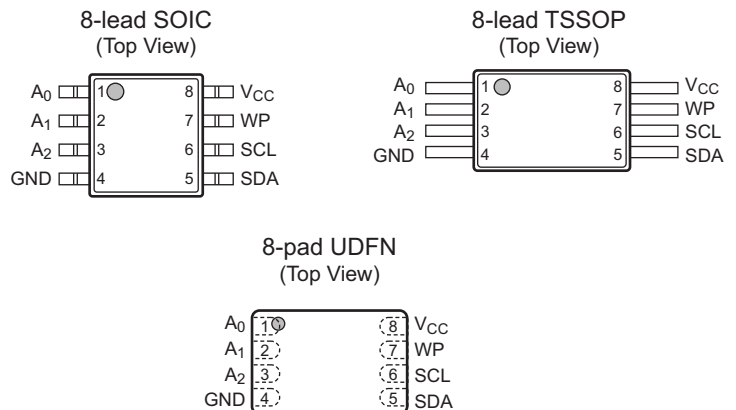 8-lead SOIC
(Top View)
A0 1 8 VCC
A1 2 7 WP
A2 3 6 SCL
GND 4 5 SDA
8-lead TSSOP
(Top View)
A0 1 8 VCC
A1 2 7 WP
A2 3 6 SCL
GND 4 5 SDA
8-pad UDFN
(Top View)
A0 1 8 VCC
A1 2 7 WP
A2 3 6 SCL
GND 4 5 SDA